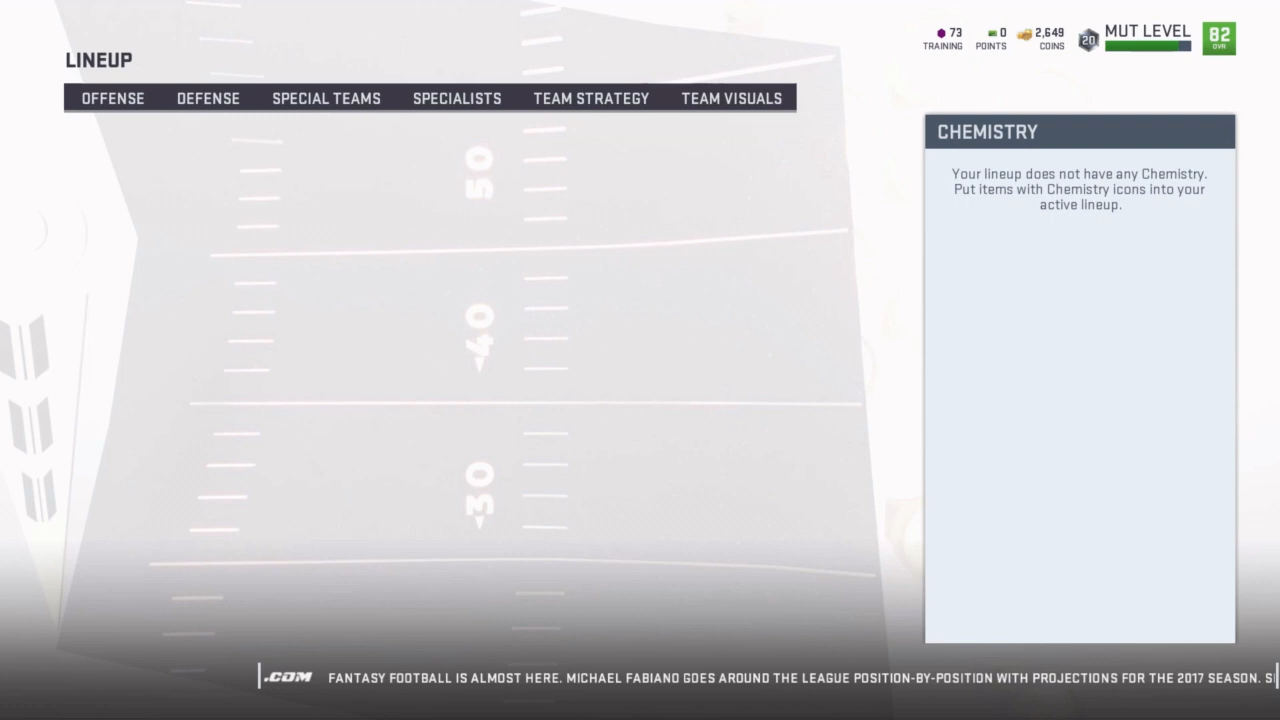 LINEUP
73
TRAINING
0
POINTS
2,649
COINS
20
MUT LEVEL
82
OVR
OFFENSE DEFENSE SPECIAL TEAMS SPECIALISTS TEAM STRATEGY TEAM VISUALS
CHEMISTRY
Your lineup does not have any Chemistry.
Put items with Chemistry icons into your
active lineup.
50
40
30
.COM FANTASY FOOTBALL IS ALMOST HERE. MICHAEL FABIANO GOES AROUND THE LEAGUE POSITION-BY-POSITION WITH PROJECTIONS FOR THE 2017 SEASON.